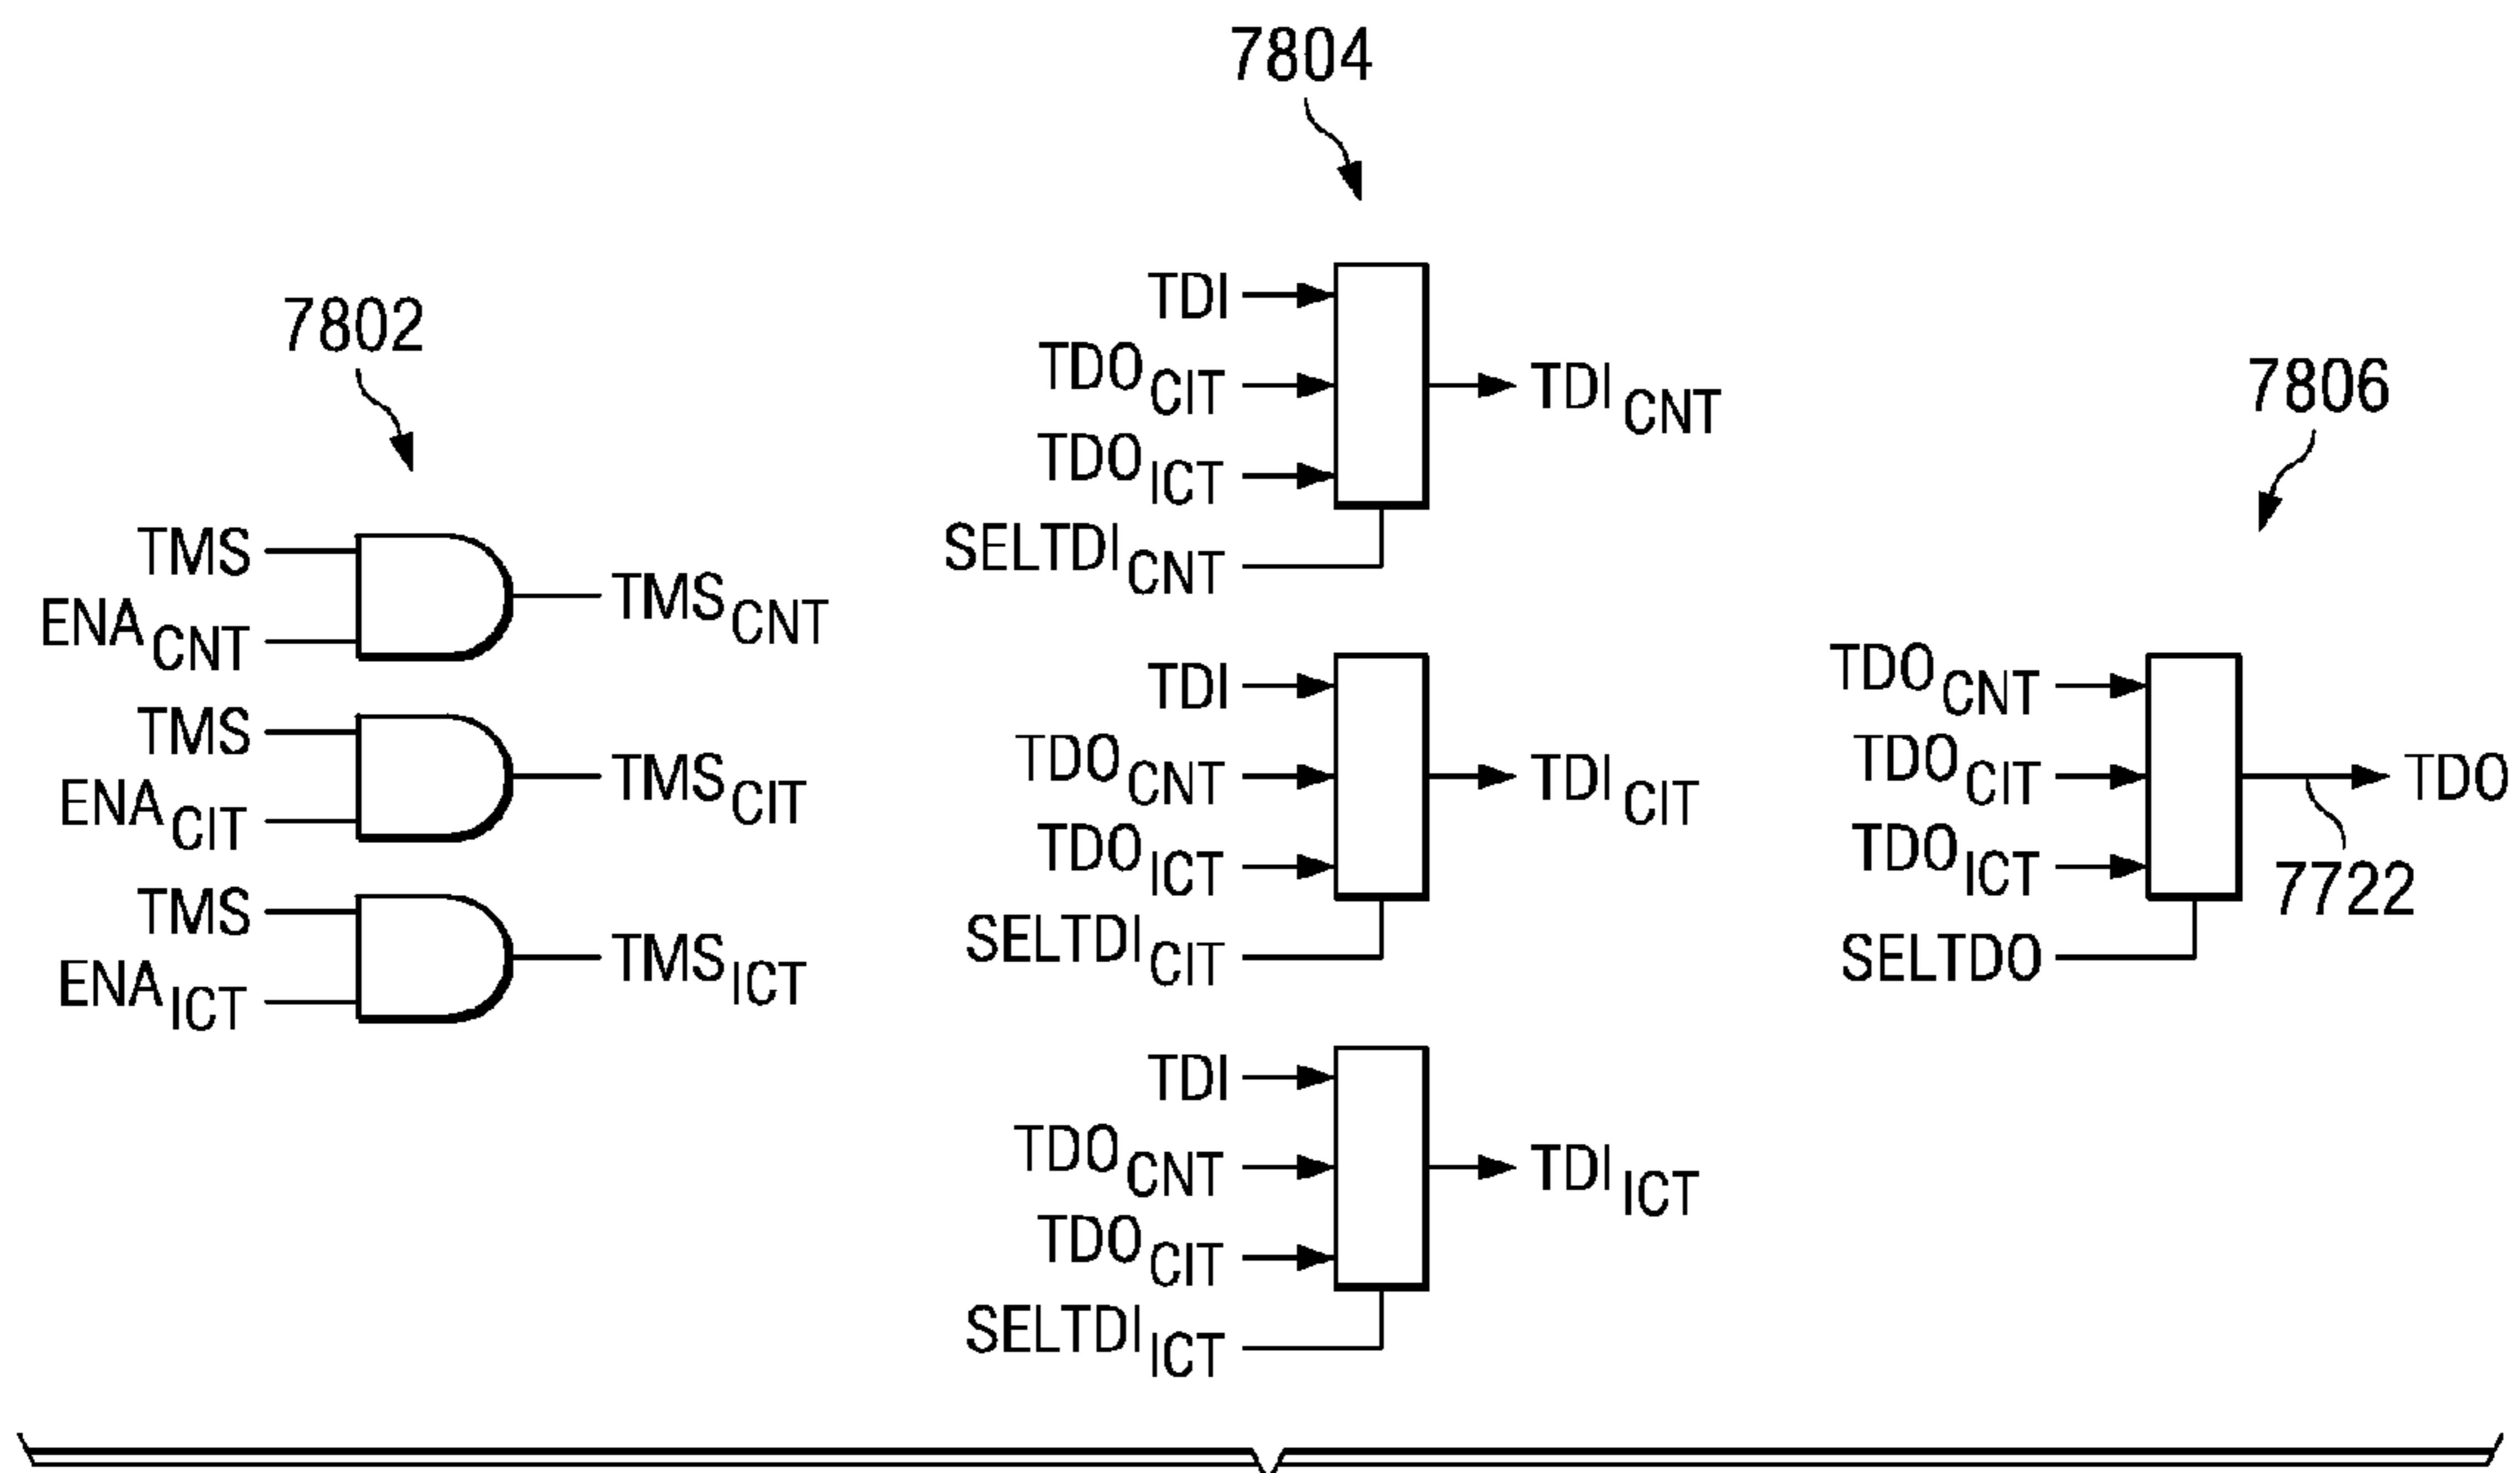 7802
TMS
ENA CNT
TMS CNT
TMS
ENA CIT
TMS CIT
TMS
ENA ICT
TMS ICT
7804
TDI
TDO CIT
TDO ICT
SELTDI CNT
TDI CNT
TDI
TDO CNT
TDO ICT
SELTDI CIT
TDI CIT
TDI
TDO CNT
TDO CIT
SELTDI ICT
TDI ICT
7806
TDO CNT
TDO CIT
TDO ICT
SELTDO
TDO
7722